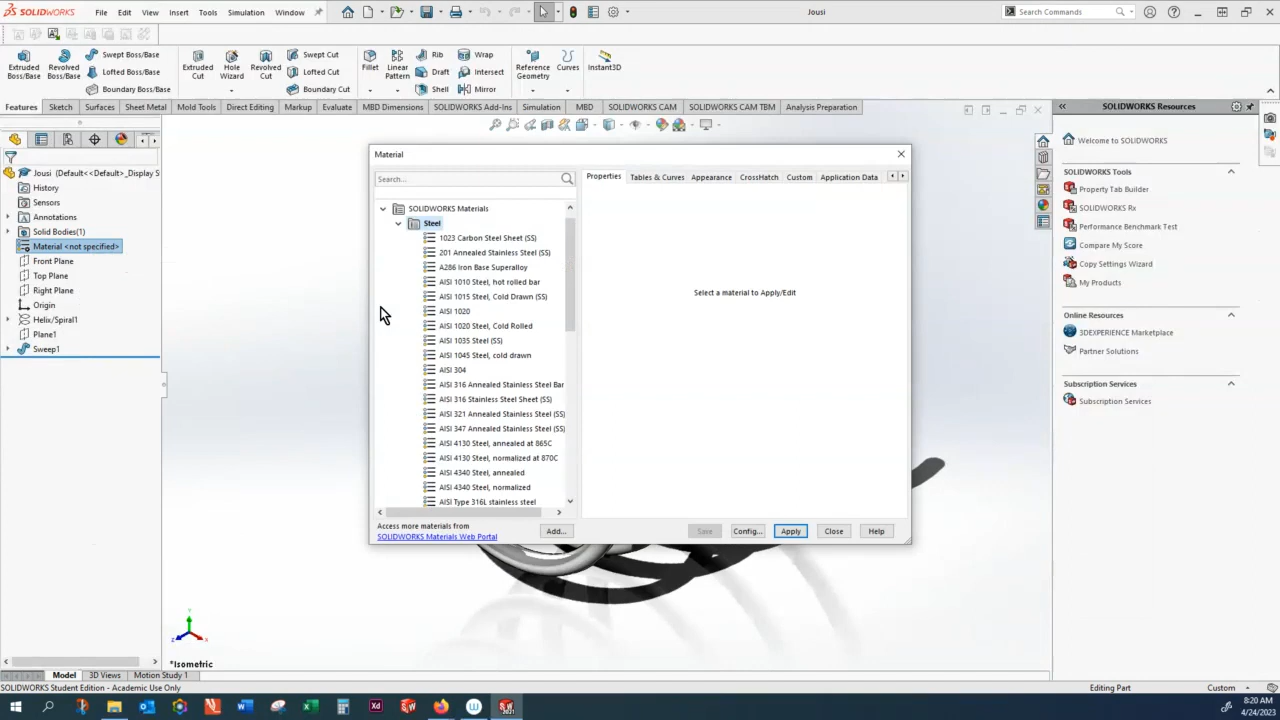 SOLIDWORKS File Edit View Insert Tools Simulation Window Jousi Search Commands
Extruded Boss/Base
Revolved Boss/Base
Swept Boss/Base
Lofted Boss/Base
Boundary Boss/Base
Extruded Cut
Hole Wizard
Revolved Cut
Swept Cut
Lofted Cut
Boundary Cut
Fillet
Linear Pattern
Rib
Draft
Shell
Wrap
Intersect
Mirror
Reference Geometry
Curves
Instant3D
Features Sketch Surfaces Sheet Metal Mold Tools Direct Editing Markup Evaluate MBD Dimensions SOLIDWORKS Add-Ins Simulation MBD SOLIDWORKS CAM SOLIDWORKS CAM TBM Analysis Preparation
Jousi (Default<<Default>_Display S
History
Sensors
Annotations
Solid Bodies(1)
Material <not specified>
Front Plane
Top Plane
Right Plane
Origin
Helix/Spiral1
Plane1
Sweep1
Material
Search...
SOLIDWORKS Materials
Steel
1023 Carbon Steel Sheet (SS)
201 Annealed Stainless Steel (SS)
A286 Iron Base Superalloy
AISI 1010 Steel, hot rolled bar
AISI 1015 Steel, Cold Drawn (SS)
AISI 1020
AISI 1020 Steel, Cold Rolled
AISI 1035 Steel (SS)
AISI 1045 Steel, cold drawn
AISI 304
AISI 316 Annealed Stainless Steel Bar
AISI 316 Stainless Steel Sheet (SS)
AISI 321 Annealed Stainless Steel (SS)
AISI 347 Annealed Stainless Steel (SS)
AISI 4130 Steel, annealed at 865C
AISI 4130 Steel, normalized at 870C
AISI 4340 Steel, annealed
AISI 4340 Steel, normalized
AISI Type 316L stainless steel
Access more materials from
SOLIDWORKS Materials Web Portal
Add...
Properties Tables & Curves Appearance CrossHatch Custom Application Data
Select a material to Apply/Edit
Save Config... Apply Close Help
SOLIDWORKS Resources
Welcome to SOLIDWORKS
SOLIDWORKS Tools
Property Tab Builder
SOLIDWORKS Rx
Performance Benchmark Test
Compare My Score
Copy Settings Wizard
My Products
Online Resources
3DEXPERIENCE Marketplace
Partner Solutions
Subscription Services
Subscription Services
Z Y X
*Isometric
Model 3D Views Motion Study 1
SOLIDWORKS Student Edition - Academic Use Only Editing Part Custom
8:20 AM
4/24/2023